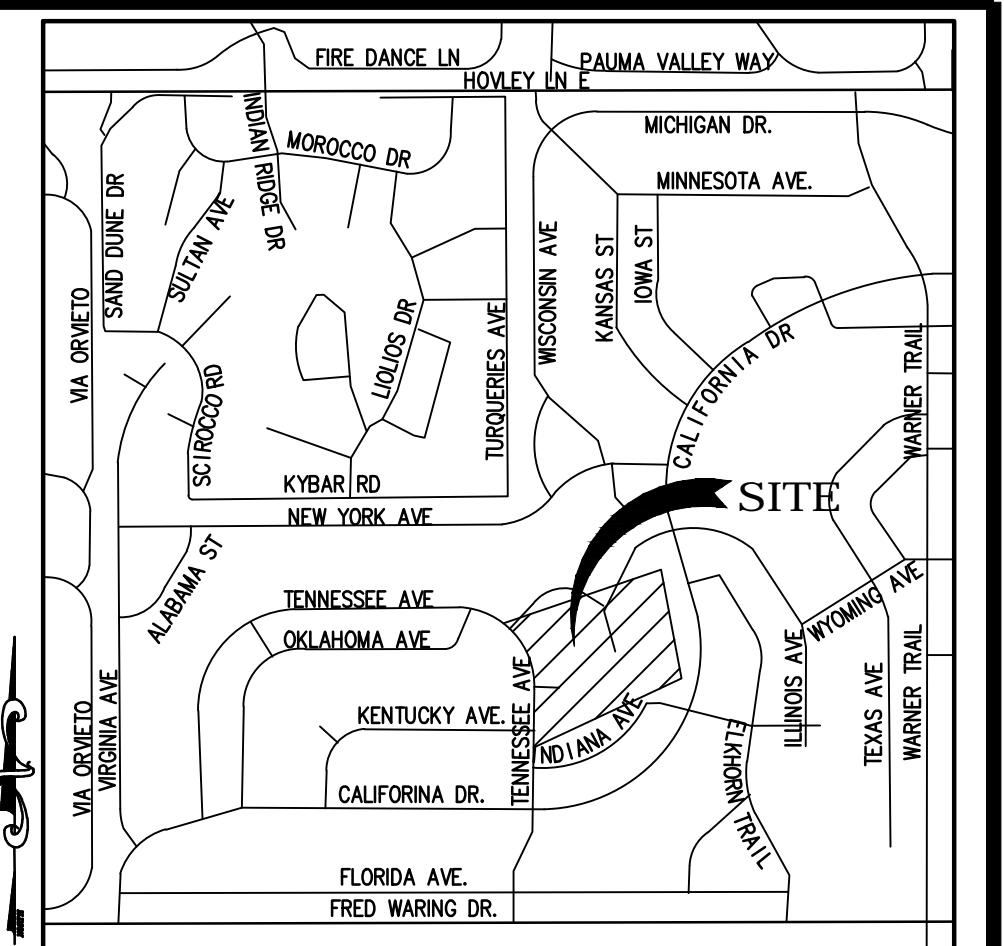 FIRE DANCE LN
PAUMA VALLEY WAY
HOVLEY LN E
INDIAN RIDGE DR
MOROCCO DR
MICHIGAN DR.
MINNESOTA AVE.
SAND DUNE DR
SULTAN AVE
WISCONSIN AVE
KANSAS ST
IOWA ST
VIA ORVIETO
LIOLIOS DR
TURQUERIES AVE
CALIFORNIA DR
WARNER TRAIL
SCIROCCO RD
KYBAR RD
SITE
NEW YORK AVE
ALABAMA ST
TENNESSEE AVE
OKLAHOMA AVE
WYOMING AVE
ILLINOIS AVE
TEXAS AVE
WARNER TRAIL
VIA ORVIETO
VIRGINIA AVE
TENNESSEE AVE
KENTUCKY AVE.
INDIANA AVE
ELKHORN TRAIL
CALIFORINA DR.
FLORIDA AVE.
FRED WARING DR.